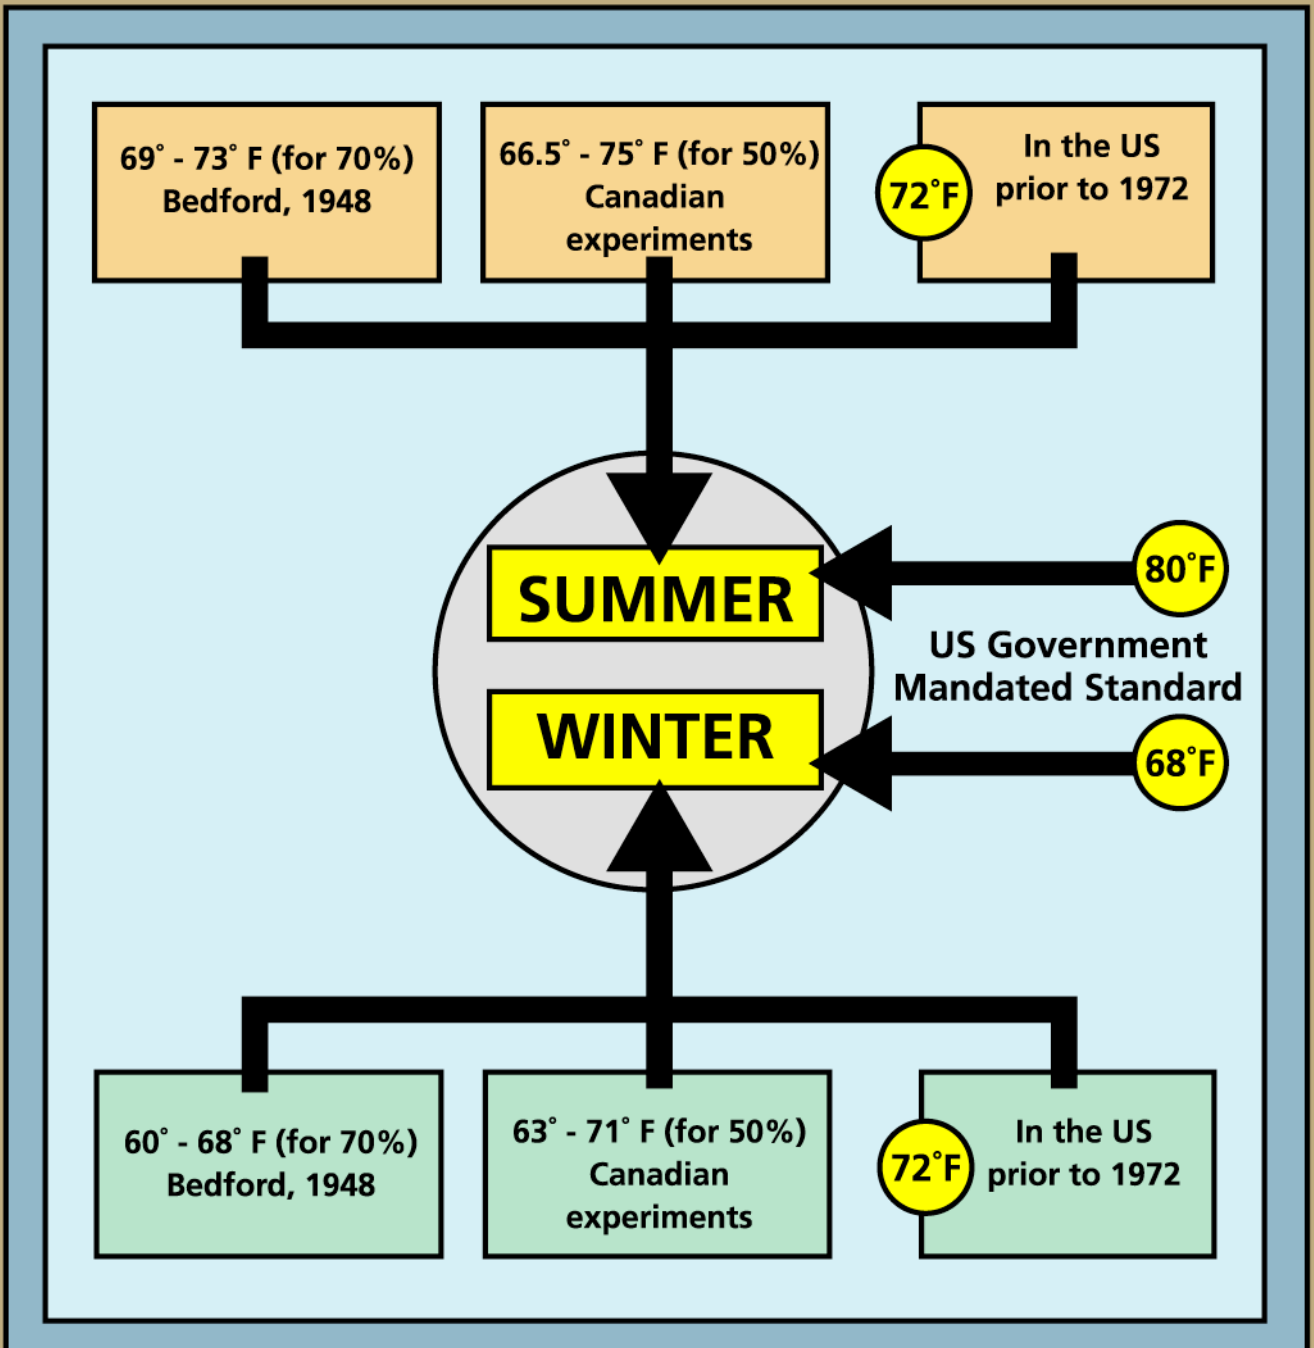 69° - 73° F (for 70%)
Bedford, 1948
66.5° - 75° F (for 50%)
Canadian
experiments
72°F
In the US
prior to 1972
SUMMER
80°F
US Government
Mandated Standard
WINTER
68°F
60° - 68° F (for 70%)
Bedford, 1948
63° - 71° F (for 50%)
Canadian
experiments
72°F
In the US
prior to 1972